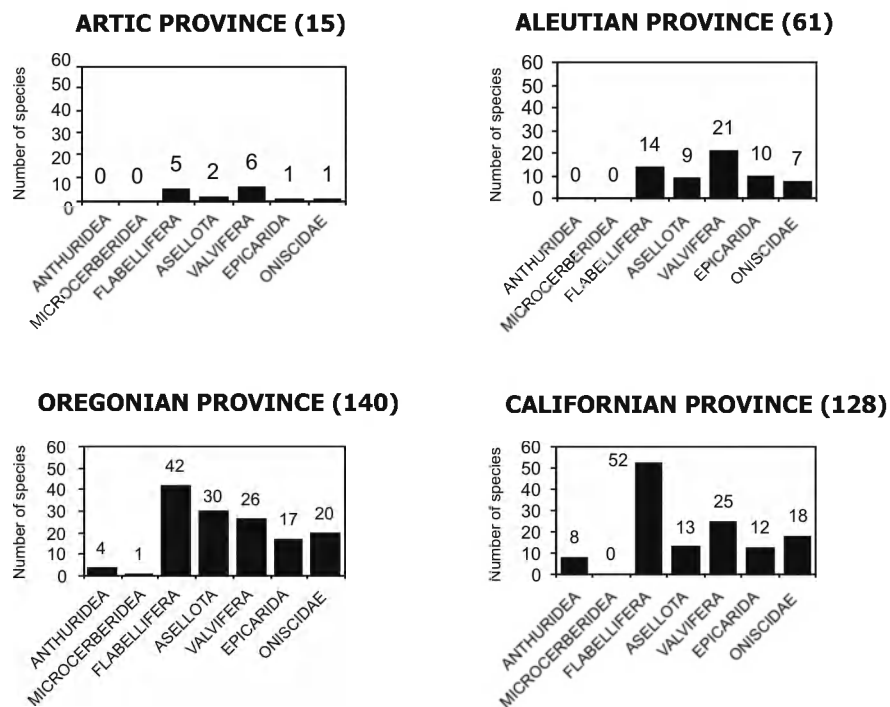 ARTIC PROVINCE (15)
Number of species
60
50
40
30
20
10
0
0 0 5 2 6 1 1
ANTHURIDEA
MICROCERBERIDEA
FLABELLIFERA
ASELLOTA
VALVIFERA
EPICARIDA
ONISCIDAE
ALEUTIAN PROVINCE (61)
Number of species
60
50
40
30
20
10
0
0 0 14 9 21 10 7
ANTHURIDEA
MICROCERBERIDEA
FLABELLIFERA
ASELLOTA
VALVIFERA
EPICARIDA
ONISCIDAE
OREGONIAN PROVINCE (140)
Number of species
60
50
40
30
20
10
0
4 1 42 30 26 17 20
ANTHURIDEA
MICROCERBERIDEA
FLABELLIFERA
ASELLOTA
VALVIFERA
EPICARIDA
ONISCIDAE
CALIFORNIAN PROVINCE (128)
Number of species
60
50
40
30
20
10
0
8 0 52 13 25 12 18
ANTHURIDEA
MICROCERBERIDEA
FLABELLIFERA
ASELLOTA
VALVIFERA
EPICARIDA
ONISCIDAE